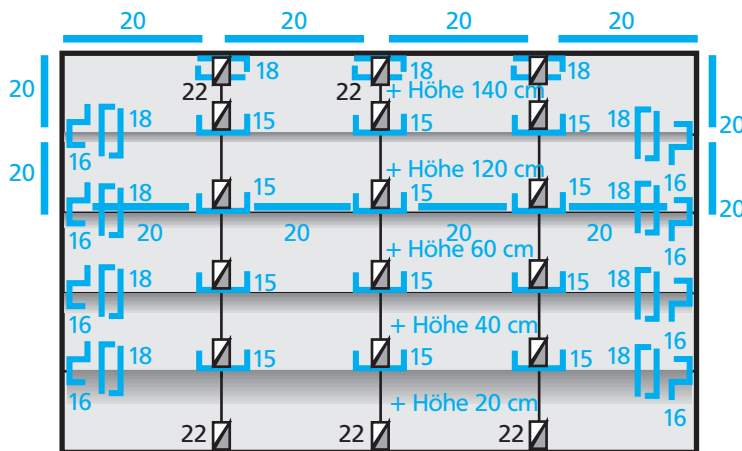 20 20 20 20
18 18 18
20 22 22 + Höhe 140 cm
18 15 15 15 18 20
16
20 + Höhe 120 cm 16
18 15 15 15 18
20
16 20 20 20 20
+ Höhe 60 cm 16
18 15 15 15 18
16 + Höhe 40 cm 16
18 15 15 15 18
16 + Höhe 20 cm 16
22 22 22